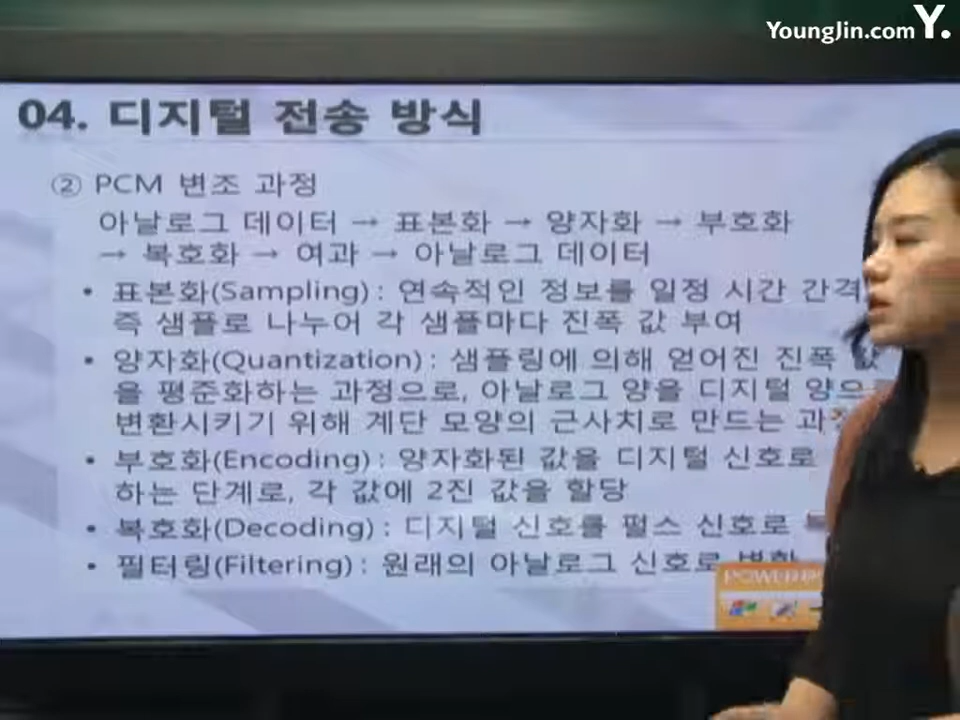 YoungJin.com Y.
04. 디지털 전송 방식
② PCM 변조 과정
아날로그 데이터 → 표본화 → 양자화 → 부호화
→ 복호화 → 여과 → 아날로그 데이터
• 표본화(Sampling) : 연속적인 정보를 일정 시간 간격
즉 샘플로 나누어 각 샘플마다 진폭 값 부여
• 양자화(Quantization) : 샘플링에 의해 얻어진 진폭 값
을 평준화하는 과정으로, 아날로그 양을 디지털 양으
변환시키기 위해 계단 모양의 근사치로 만드는 과정
• 부호화(Encoding) : 양자화된 값을 디지털 신호로
하는 단계로, 각 값에 2진 값을 할당
• 복호화(Decoding) : 디지털 신호를 펄스 신호로
• 필터링(Filtering) : 원래의 아날로그 신호로 변환